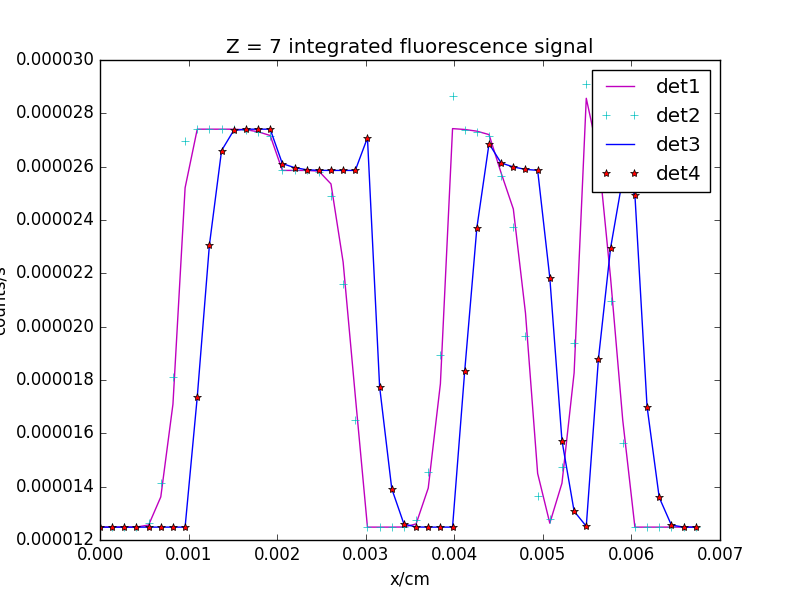 Z = 7 integrated fluorescence signal
0.000030
0.000028
0.000026
0.000024
0.000022
0.000020
0.000018
0.000016
0.000014
0.000012
counts/s
det1
det2
det3
det4
0.000 0.001 0.002 0.003 0.004 0.005 0.006 0.007
x/cm